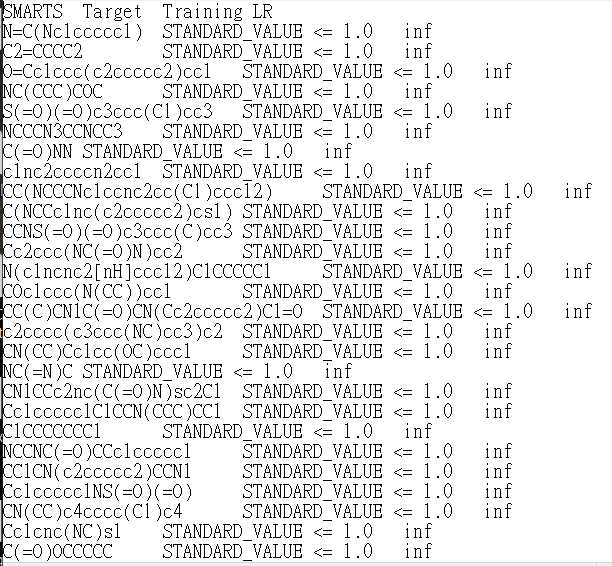 SMARTS Target Training LR
N=C(Nc1ccccc1) STANDARD_VALUE <= 1.0 inf
C2=CCCC2 STANDARD_VALUE <= 1.0 inf
O=Cc1ccc(c2ccccc2)cc1 STANDARD_VALUE <= 1.0 inf
NC(CCC)COC STANDARD_VALUE <= 1.0 inf
S(=O)(=O)c3ccc(Cl)cc3 STANDARD_VALUE <= 1.0 inf
NCCCN3CCNCC3 STANDARD_VALUE <= 1.0 inf
C(=O)NN STANDARD_VALUE <= 1.0 inf
c1nc2ccccn2cc1 STANDARD_VALUE <= 1.0 inf
CC(NCCCNc1ccnc2cc(Cl)ccc12) STANDARD_VALUE <= 1.0 inf
C(NCCc1nc(c2ccccc2)cs1) STANDARD_VALUE <= 1.0 inf
CCNS(=O)(=O)c3ccc(C)cc3 STANDARD_VALUE <= 1.0 inf
Cc2ccc(NC(=O)N)cc2 STANDARD_VALUE <= 1.0 inf
N(c1ncnc2[nH]ccc12)C1CCCCC1 STANDARD_VALUE <= 1.0 inf
COc1ccc(N(CC))cc1 STANDARD_VALUE <= 1.0 inf
CC(C)CN1C(=O)CN(Cc2ccccc2)C1=O STANDARD_VALUE <= 1.0 inf
c2cccc(c3ccc(NC)cc3)c2 STANDARD_VALUE <= 1.0 inf
CN(CC)Cc1cc(OC)ccc1 STANDARD_VALUE <= 1.0 inf
NC(=N)C STANDARD_VALUE <= 1.0 inf
CN1CCc2nc(C(=O)N)sc2C1 STANDARD_VALUE <= 1.0 inf
Cc1ccccc1C1CCN(CCC)CC1 STANDARD_VALUE <= 1.0 inf
C1CCCCCCC1 STANDARD_VALUE <= 1.0 inf
NCCNC(=O)CCc1ccccc1 STANDARD_VALUE <= 1.0 inf
CC1CN(c2ccccc2)CCN1 STANDARD_VALUE <= 1.0 inf
Cc1ccccc1NS(=O)(=O) STANDARD_VALUE <= 1.0 inf
CN(CC)c4cccc(Cl)c4 STANDARD_VALUE <= 1.0 inf
Cc1cnc(NC)s1 STANDARD_VALUE <= 1.0 inf
C(=O)OCCCCC STANDARD_VALUE <= 1.0 inf